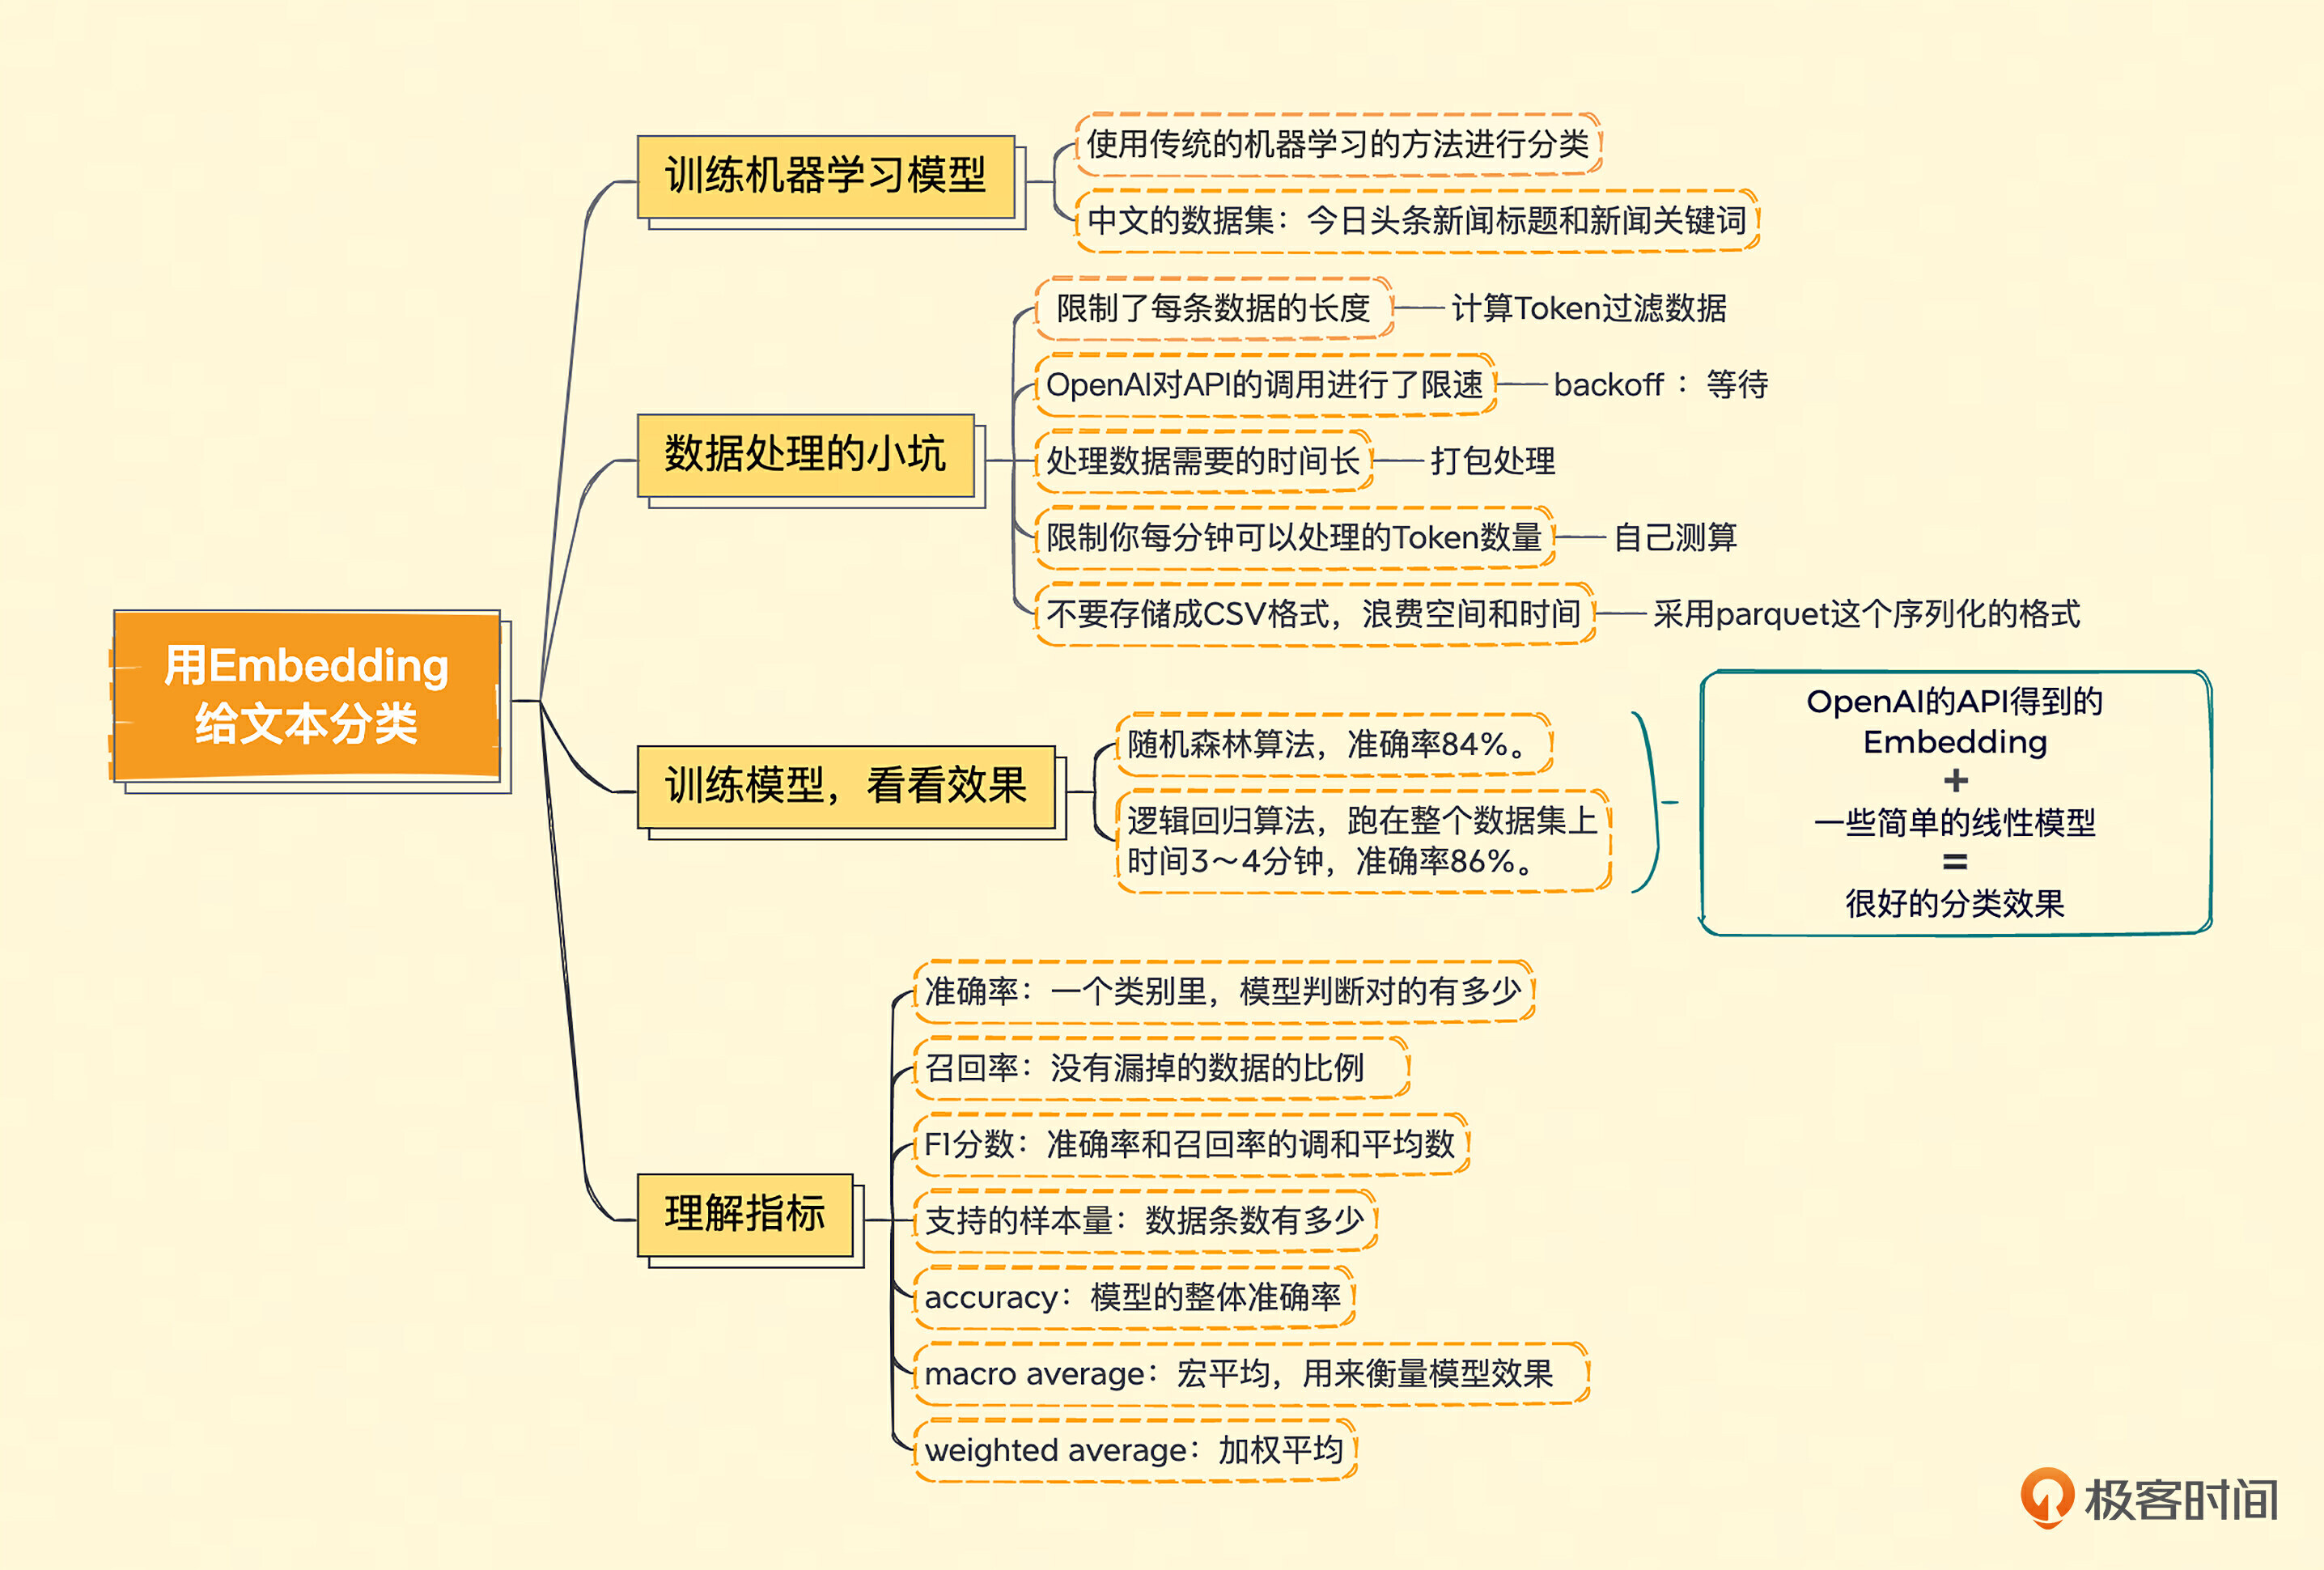 用Embedding
给文本分类
训练机器学习模型
使用传统的机器学习的方法进行分类
中文的数据集：今日头条新闻标题和新闻关键词
数据处理的小坑
限制了每条数据的长度
计算Token过滤数据
OpenAI对API的调用进行了限速
backoff ：等待
处理数据需要的时间长
打包处理
限制你每分钟可以处理的Token数量
自己测算
不要存储成CSV格式，浪费空间和时间
采用parquet这个序列化的格式
训练模型，看看效果
随机森林算法，准确率84%。
逻辑回归算法，跑在整个数据集上
时间3～4分钟，准确率86%。
OpenAI的API得到的
Embedding
+
一些简单的线性模型
=
很好的分类效果
理解指标
准确率：一个类别里，模型判断对的有多少
召回率：没有漏掉的数据的比例
F1分数：准确率和召回率的调和平均数
支持的样本量：数据条数有多少
accuracy：模型的整体准确率
macro average：宏平均，用来衡量模型效果
weighted average：加权平均
极客时间